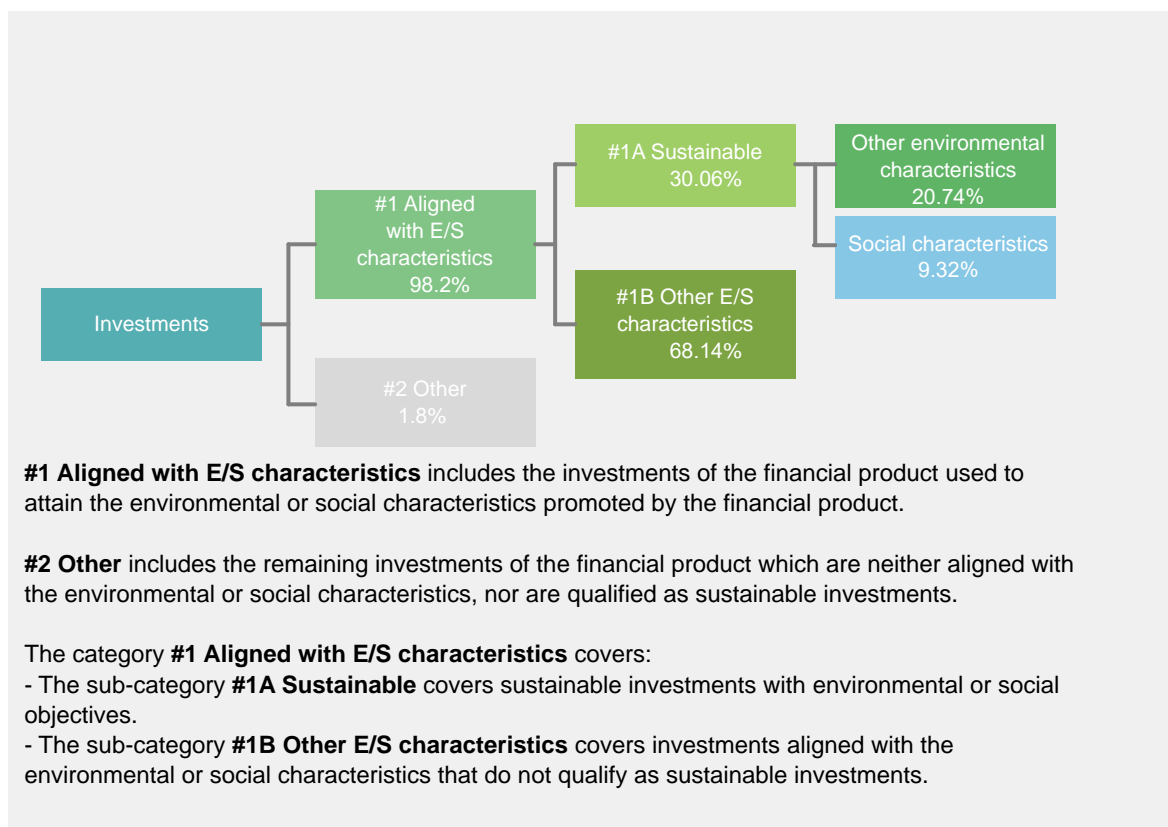 Investments
#1 Aligned
with E/S
characteristics
98.2%
#2 Other
1.8%
#1A Sustainable
30.06%
#1B Other E/S
characteristics
68.14%
Other environmental
characteristics
20.74%
Social characteristics
9.32%
#1 Aligned with E/S characteristics includes the investments of the financial product used to
attain the environmental or social characteristics promoted by the financial product.
#2 Other includes the remaining investments of the financial product which are neither aligned with
the environmental or social characteristics, nor are qualified as sustainable investments.
The category #1 Aligned with E/S characteristics covers:
- The sub-category #1A Sustainable covers sustainable investments with environmental or social
objectives.
- The sub-category #1B Other E/S characteristics covers investments aligned with the
environmental or social characteristics that do not qualify as sustainable investments.